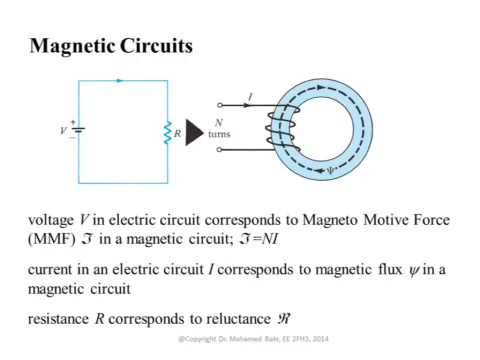 Magnetic Circuits
V
+
−
R
I
N
turns
Ψ
voltage V in electric circuit corresponds to Magneto Motive Force
(MMF) ℑ in a magnetic circuit; ℑ=NI
current in an electric circuit I corresponds to magnetic flux ψ in a
magnetic circuit
resistance R corresponds to reluctance ℜ
@Copyright Dr. Mohamed Bakr, EE 2FH3, 2014